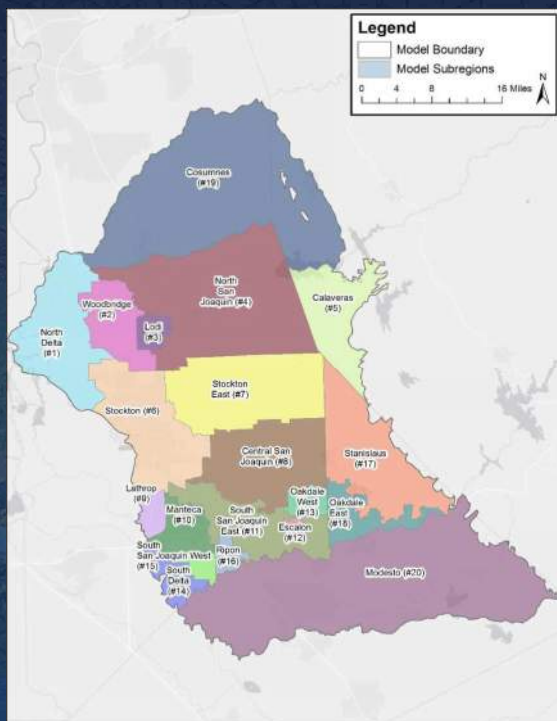 Legend
Model Boundary
Model Subregions
0 4 8 16 Miles
N
Cosumnes
(#19)
North
San
Joaquin (#4)
Calaveras
(#5)
Woodbridge
(#2)
Lodi
(#3)
North
Delta
(#1)
Stockton
East (#7)
Stockton (#6)
Central San
Joaquin (#8)
Stanislaus
(#17)
Lathrop
(#9)
Manteca
(#10)
South
San Joaquin
East (#11)
Oakdale
West
(#13)
Oakdale
East
(#18)
Escalon
(#12)
South
San Joaquin West
(#15)
Ripon
(#16)
South
Delta
(#14)
Modesto (#20)